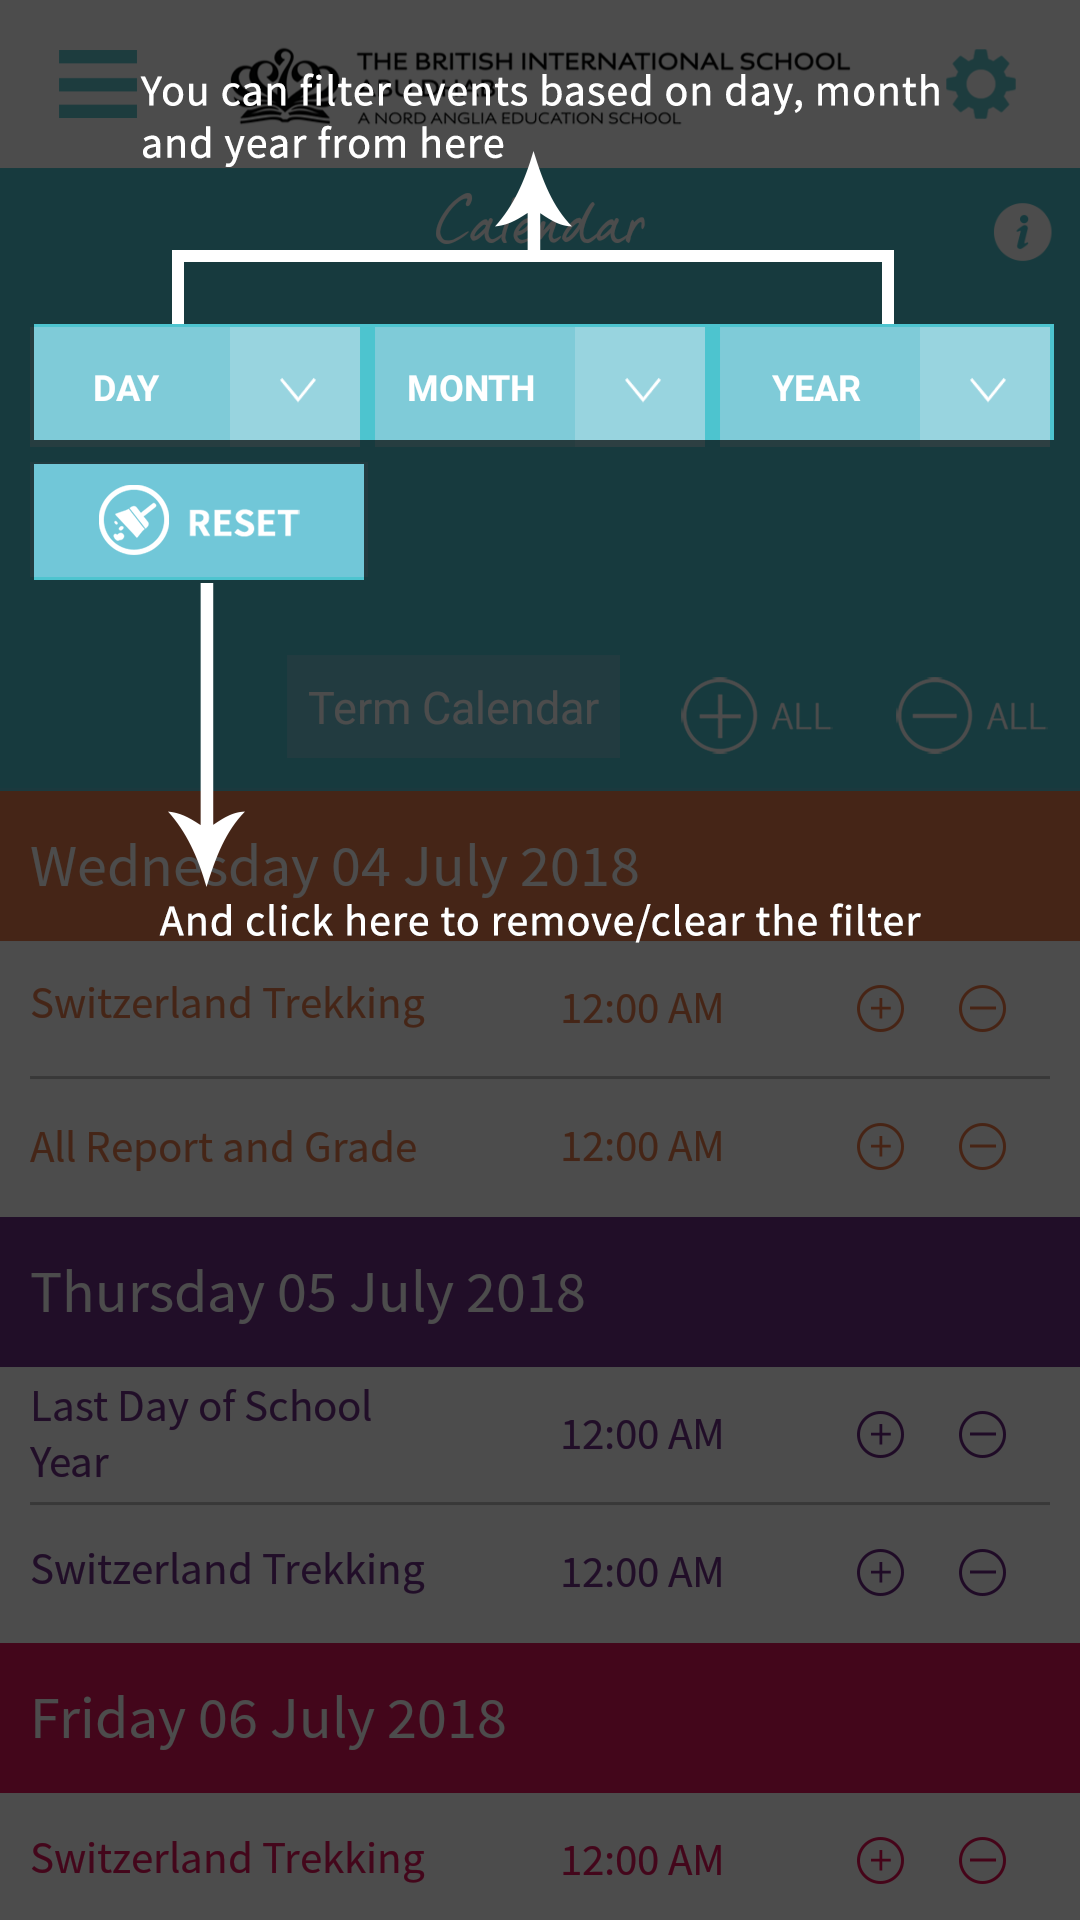 THE BRITISH INTERNATIONAL SCHOOL
ABU DHABI
A NORD ANGLIA EDUCATION SCHOOL
You can filter events based on day, month
and year from here
Calendar
i
DAY
MONTH
YEAR
RESET
Term Calendar
ALL
ALL
Wednesday 04 July 2018
And click here to remove/clear the filter
Switzerland Trekking 12:00 AM
All Report and Grade 12:00 AM
Thursday 05 July 2018
Last Day of School
Year 12:00 AM
Switzerland Trekking 12:00 AM
Friday 06 July 2018
Switzerland Trekking 12:00 AM